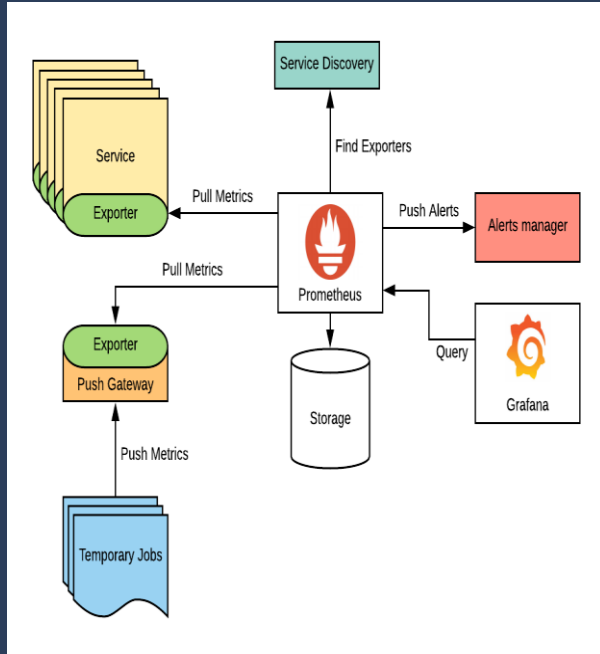 Service Discovery
Find Exporters
Service
Exporter
Pull Metrics
Prometheus
Push Alerts
Alerts manager
Pull Metrics
Exporter
Push Gateway
Push Metrics
Temporary Jobs
Storage
Query
Grafana